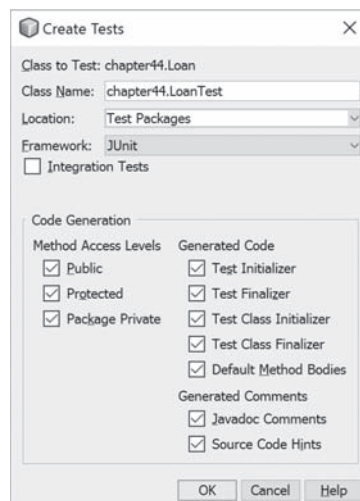 Create Tests
Class to Test: chapter44.Loan
Class Name: chapter44.LoanTest
Location: Test Packages
Framework: JUnit
Integration Tests
Code Generation
Method Access Levels
Public
Protected
Package Private
Generated Code
Test Initializer
Test Finalizer
Test Class Initializer
Test Class Finalizer
Default Method Bodies
Generated Comments
Javadoc Comments
Source Code Hints
OK Cancel Help